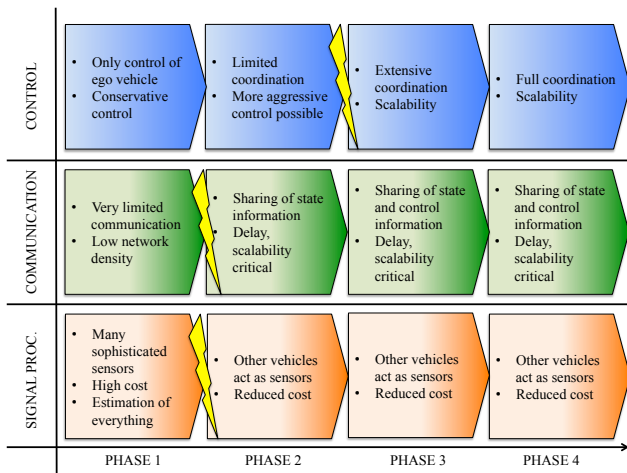 CONTROL
• Only control of
ego vehicle
• Conservative
control
• Limited
coordination
• More aggressive
control possible
• Extensive
coordination
• Scalability
• Full coordination
• Scalability
COMMUNICATION
• Very limited
communication
• Low network
density
• Sharing of state
information
• Delay,
scalability
critical
• Sharing of state
and control
information
• Delay,
scalability
critical
• Sharing of state
and control
information
• Delay,
scalability
critical
SIGNAL PROC.
• Many
sophisticated
sensors
• High cost
• Estimation of
everything
• Other vehicles
act as sensors
• Reduced cost
• Other vehicles
act as sensors
• Reduced cost
• Other vehicles
act as sensors
• Reduced cost
PHASE 1
PHASE 2
PHASE 3
PHASE 4